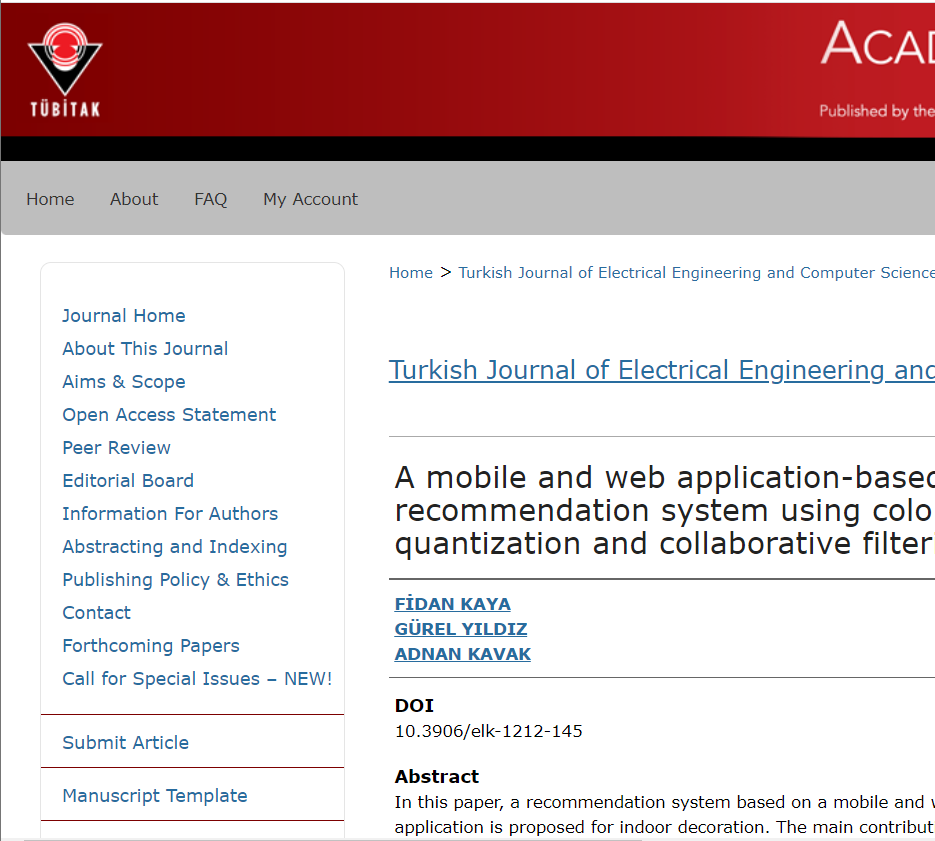 TÜBİTAK
ACAD
Published by the
Home About FAQ My Account
Journal Home
About This Journal
Aims & Scope
Open Access Statement
Peer Review
Editorial Board
Information For Authors
Abstracting and Indexing
Publishing Policy & Ethics
Contact
Forthcoming Papers
Call for Special Issues – NEW!
Submit Article
Manuscript Template
Home > Turkish Journal of Electrical Engineering and Computer Science
Turkish Journal of Electrical Engineering and
A mobile and web application-based
recommendation system using colo
quantization and collaborative filter
FİDAN KAYA
GÜREL YILDIZ
ADNAN KAVAK
DOI
10.3906/elk-1212-145
Abstract
In this paper, a recommendation system based on a mobile and w
application is proposed for indoor decoration. The main contribut